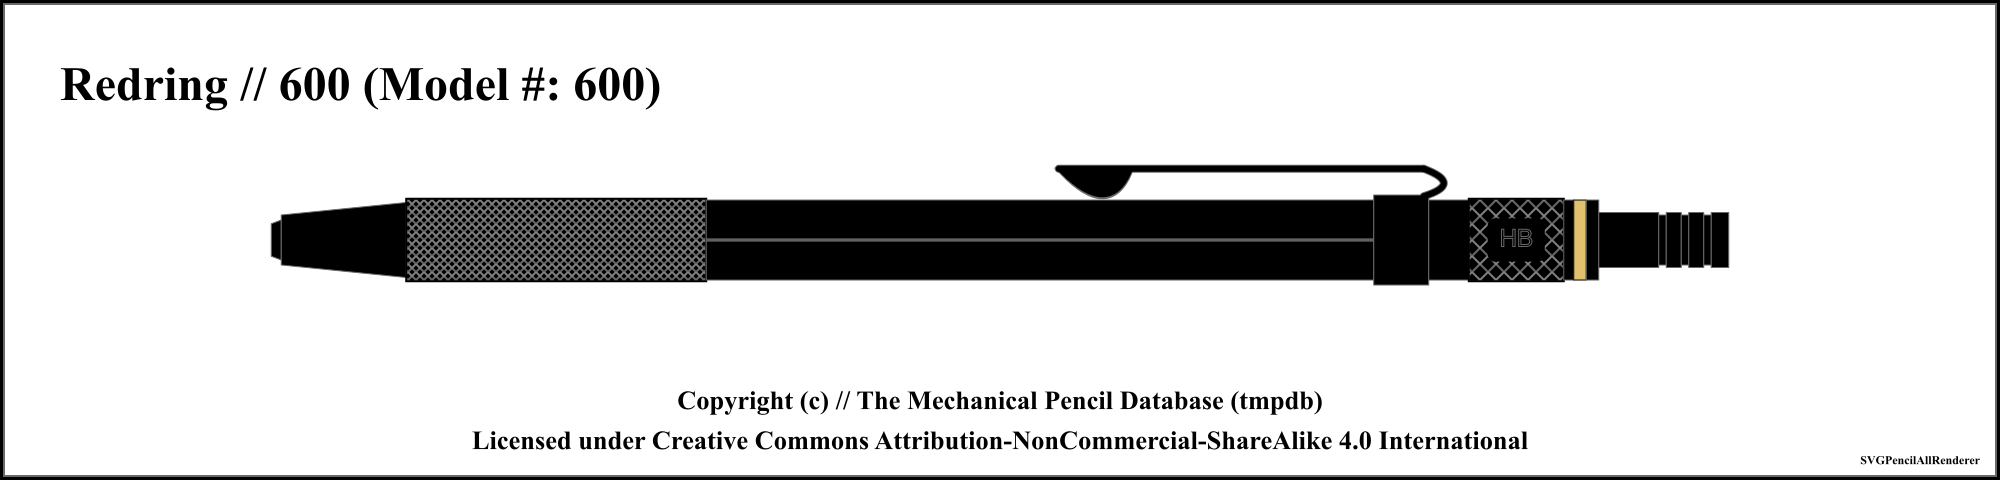 Redring // 600 (Model #: 600)
HB
Copyright (c) // The Mechanical Pencil Database (tmpdb)
Licensed under Creative Commons Attribution-NonCommercial-ShareAlike 4.0 International
SVGPencilAllRenderer